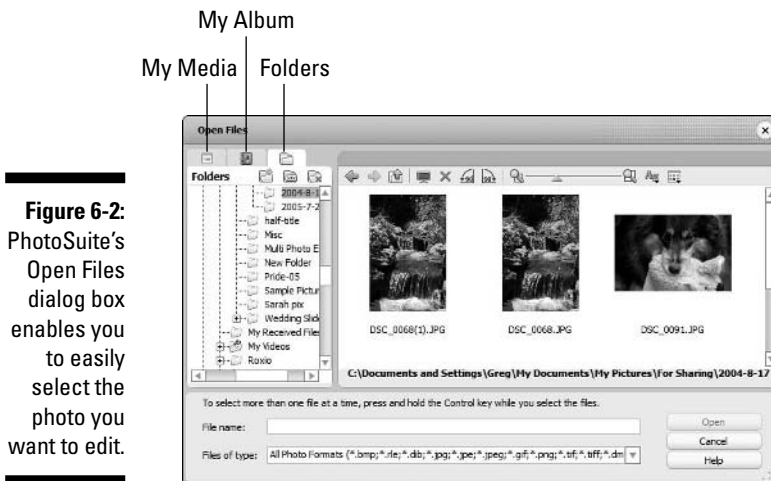 My Album
My Media Folders
Open Files
Folders
2004-8-1
2005-7-2
half-title
Misc
Multi Photo E
New Folder
Pride-05
Sample Pictur
Sarah pix
Wedding Slid
My Received Files
My Videos
Roxio
DSC_0068(1).JPG
DSC_0068.JPG
DSC_0091.JPG
C:\Documents and Settings\Greg\My Documents\My Pictures\For Sharing\2004-8-17
To select more than one file at a time, press and hold the Control key while you select the files.
File name:
Open
Cancel
Files of type: All Photo Formats (*.bmp;*.rle;*.dib;*.jpg;*.jpe;*.jpeg;*.gif;*.png;*.tif;*.tiff;*.dm
Help
Figure 6-2:
PhotoSuite's
Open Files
dialog box
enables you
to easily
select the
photo you
want to edit.